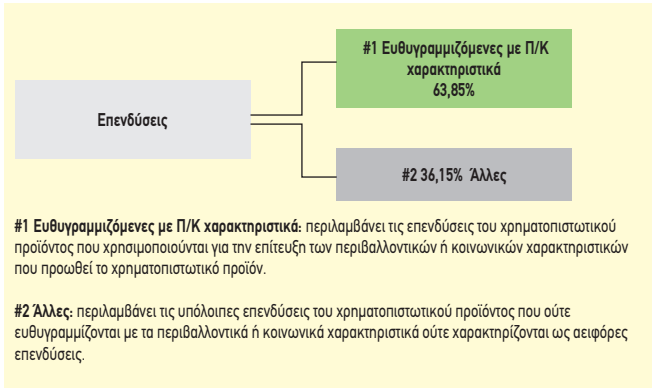 #1 Ευθυγραμμιζόμενες με Π/Κ
χαρακτηριστικά
63,85%
Επενδύσεις
#2 36,15% Άλλες
#1 Ευθυγραμμιζόμενες με Π/Κ χαρακτηριστικά: περιλαμβάνει τις επενδύσεις του χρηματοπιστωτικού
προϊόντος που χρησιμοποιούνται για την επίτευξη των περιβαλλοντικών ή κοινωνικών χαρακτηριστικών
που προωθεί το χρηματοπιστωτικό προϊόν.
#2 Άλλες: περιλαμβάνει τις υπόλοιπες επενδύσεις του χρηματοπιστωτικού προϊόντος που ούτε
ευθυγραμμίζονται με τα περιβαλλοντικά ή κοινωνικά χαρακτηριστικά ούτε χαρακτηρίζονται ως αειφόρες
επενδύσεις.